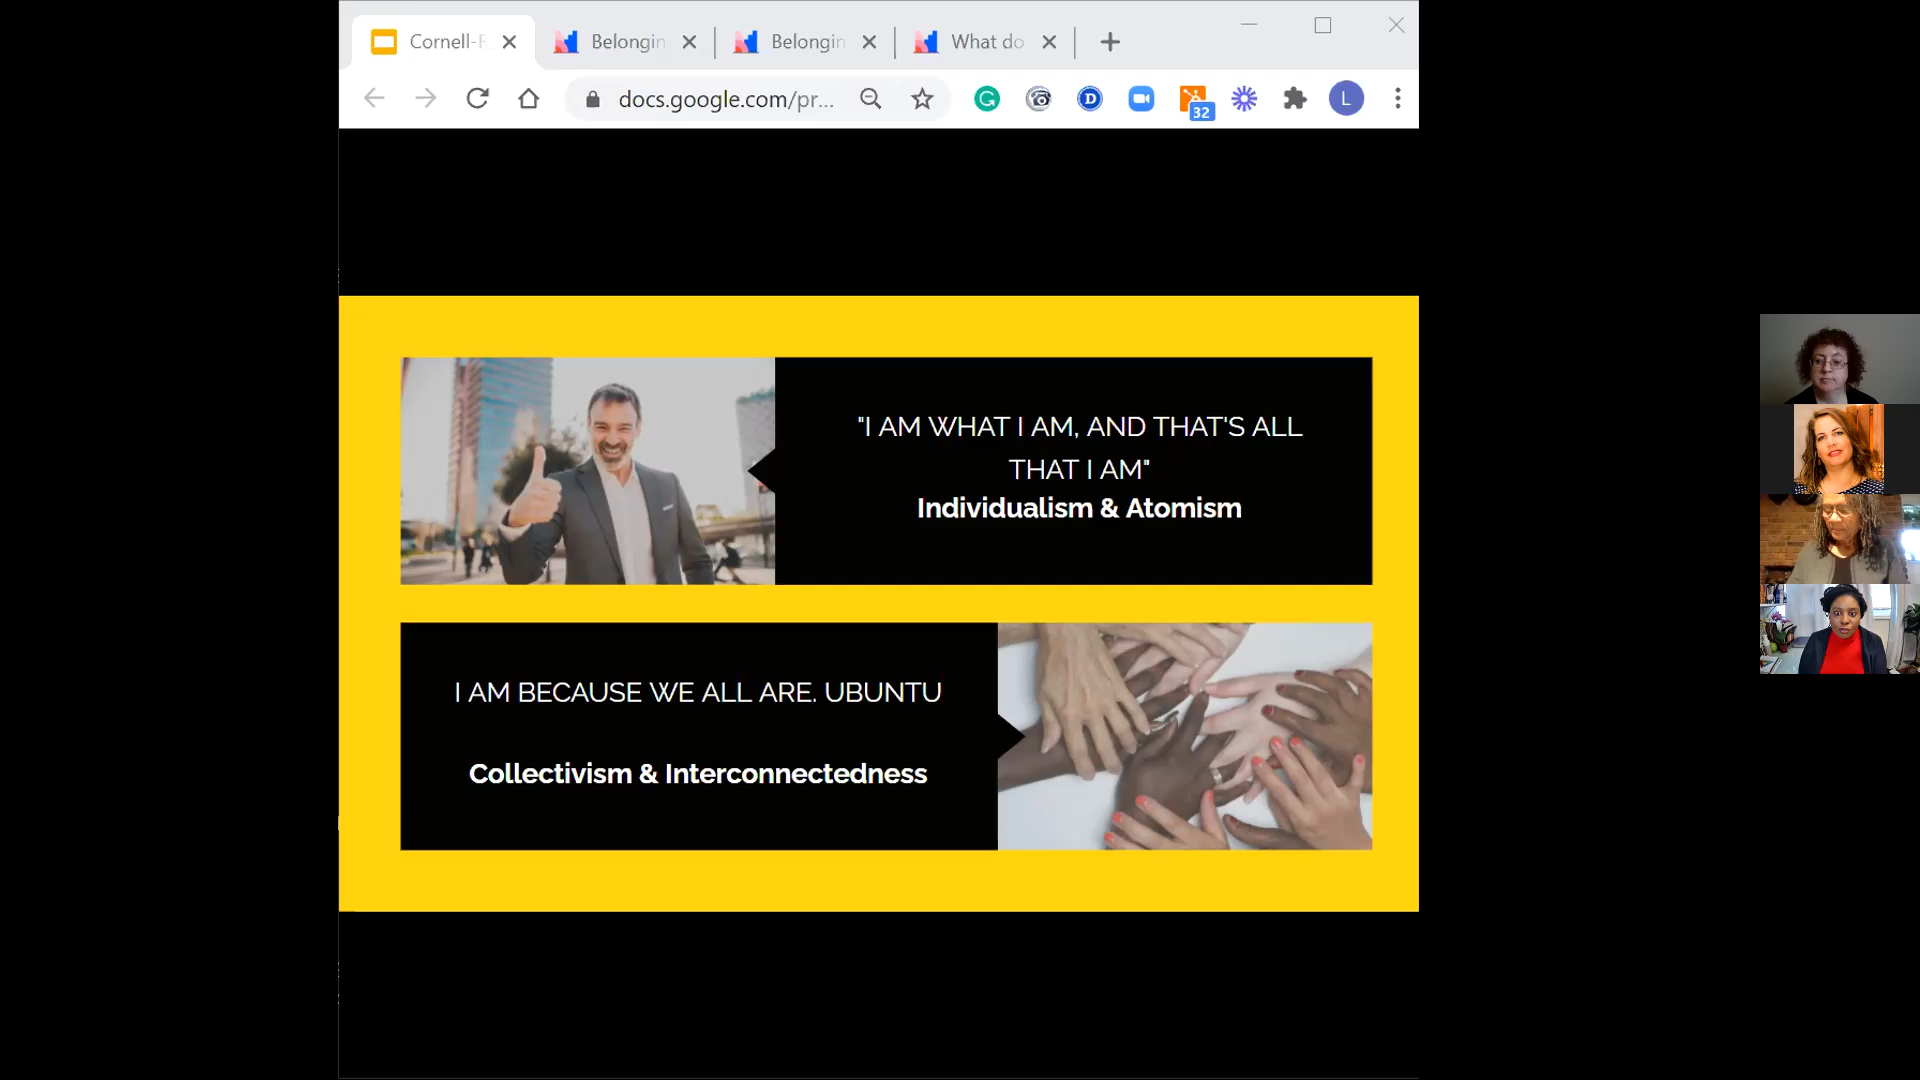 Cornell-R
Belongin
Belongin
What do
docs.google.com/pr...
D
32
L
"I AM WHAT I AM, AND THAT'S ALL
THAT I AM"
Individualism & Atomism
I AM BECAUSE WE ALL ARE. UBUNTU
Collectivism & Interconnectedness